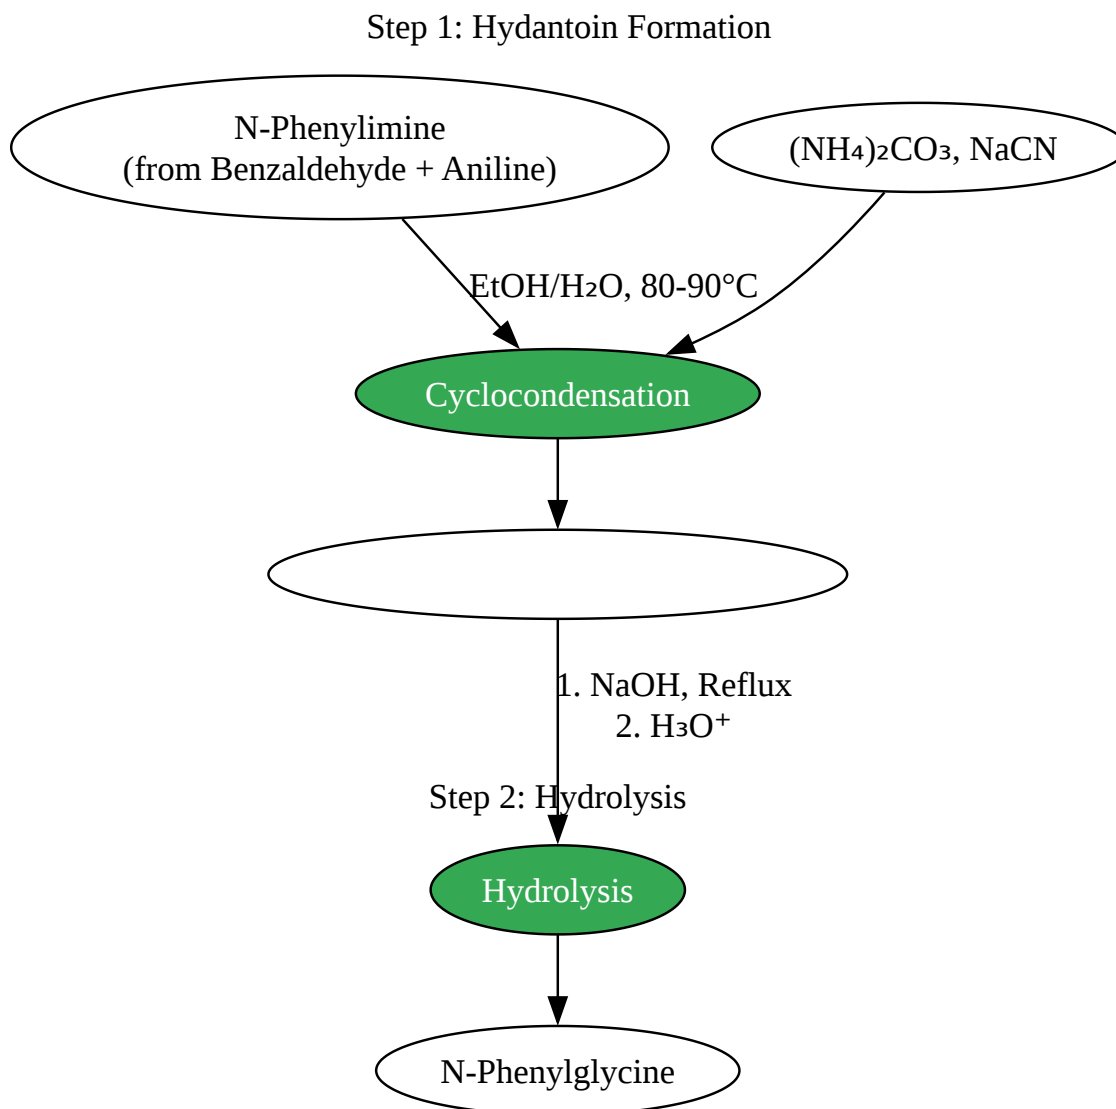 Step 1: Hydantoin Formation
N-Phenylimine
(from Benzaldehyde + Aniline)
(NH₄)₂CO₃, NaCN
EtOH/H₂O, 80-90°C
Cyclocondensation
1. NaOH, Reflux
2. H₃O⁺
Step 2: Hydrolysis
Hydrolysis
N-Phenylglycine